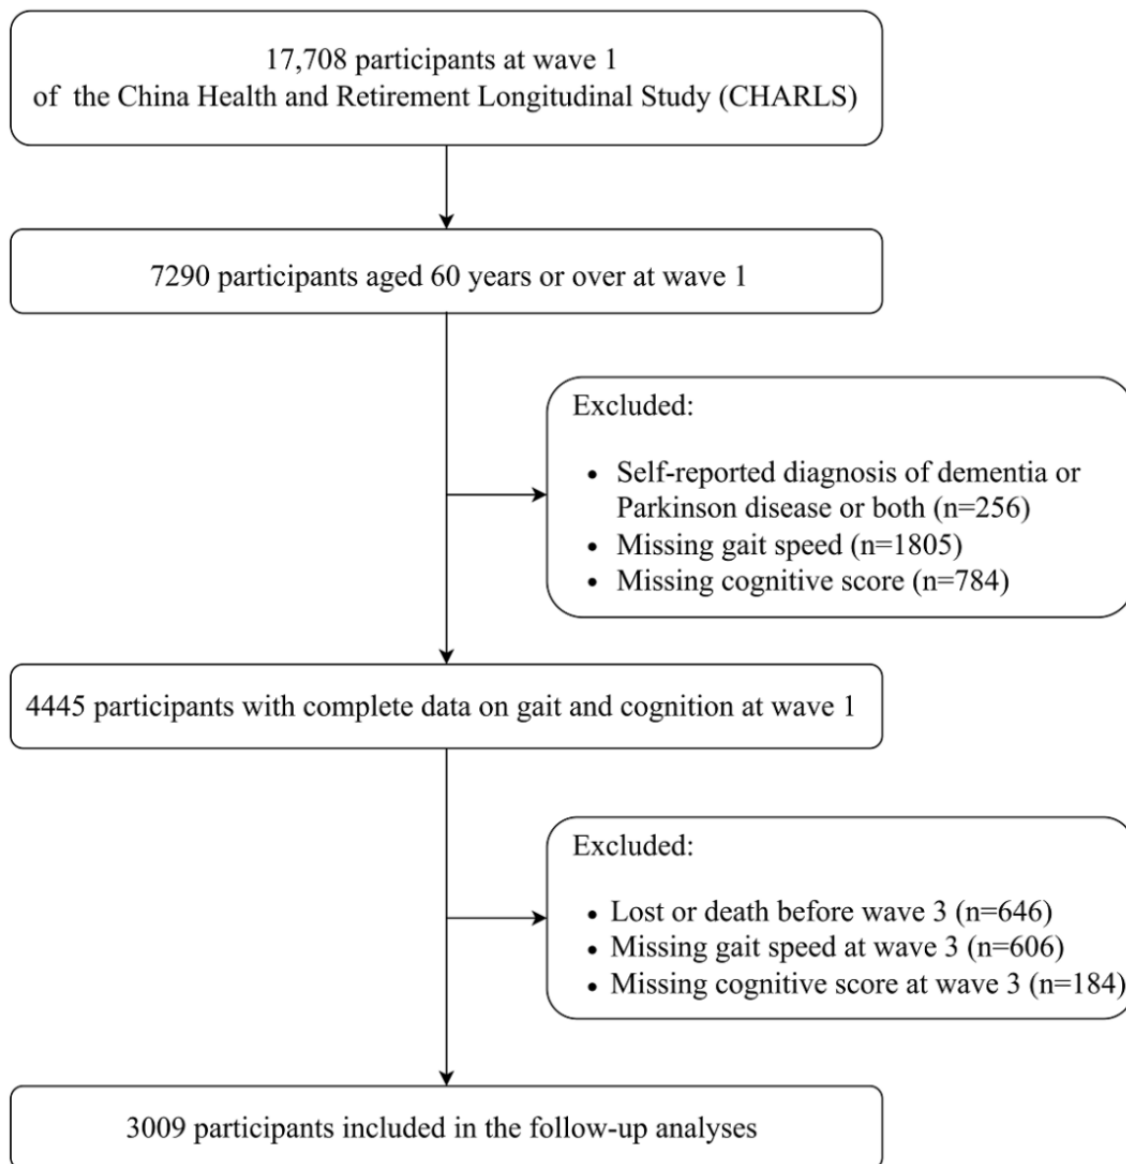 17,708 participants at wave 1
of the China Health and Retirement Longitudinal Study (CHARLS)
7290 participants aged 60 years or over at wave 1
Excluded:
• Self-reported diagnosis of dementia or
Parkinson disease or both (n=256)
• Missing gait speed (n=1805)
• Missing cognitive score (n=784)
4445 participants with complete data on gait and cognition at wave 1
Excluded:
• Lost or death before wave 3 (n=646)
• Missing gait speed at wave 3 (n=606)
• Missing cognitive score at wave 3 (n=184)
3009 participants included in the follow-up analyses